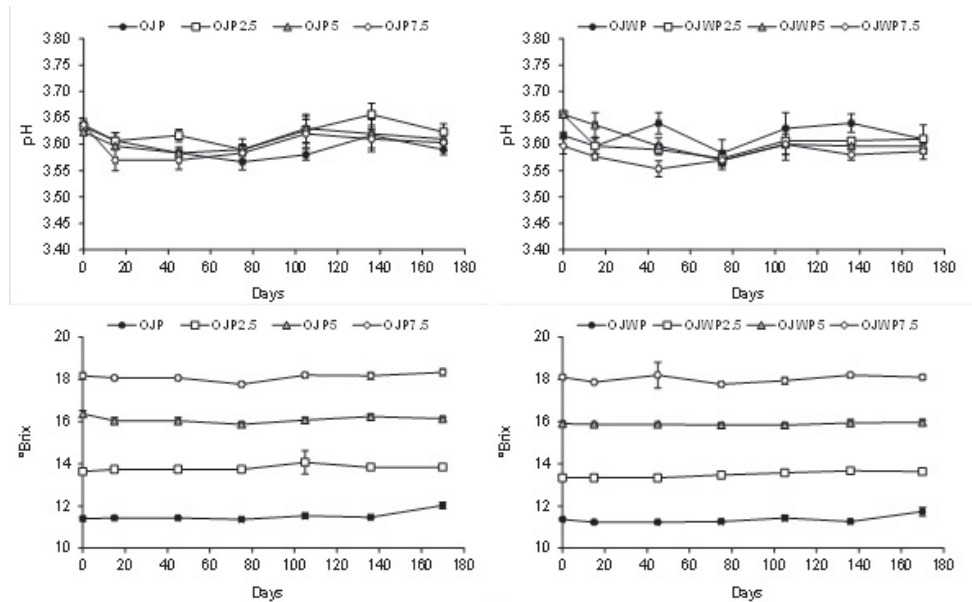 OJP OJP2.5 OJP5 OJP7.5
3.80
3.75
3.70
3.65
3.60
3.55
3.50
3.45
3.40
pH
0 20 40 60 80 100 120 140 160 180
Days
OJWP OJWP2.5 OJWP5 OJWP7.5
3.80
3.75
3.70
3.65
3.60
3.55
3.50
3.45
3.40
pH
0 20 40 60 80 100 120 140 160 180
Days
OJP OJP2.5 OJP5 OJP7.5
20
18
16
14
12
10
°Brix
0 20 40 60 80 100 120 140 160 180
Days
OJWP OJWP2.5 OJWP5 OJWP7.5
20
18
16
14
12
10
°Brix
0 20 40 60 80 100 120 140 160 180
Days